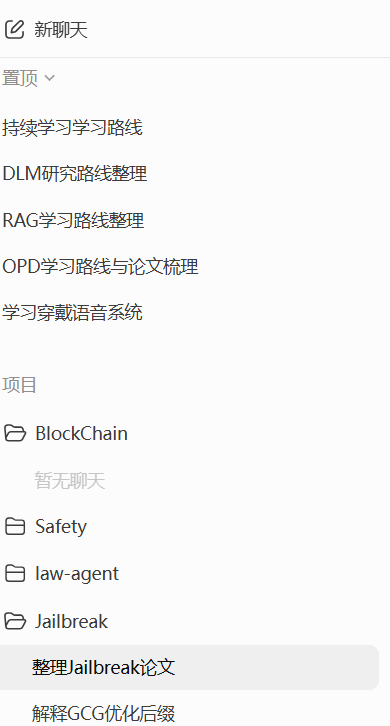 新聊天
置顶
持续学习学习路线
DLM研究路线整理
RAG学习路线整理
OPD学习路线与论文梳理
学习穿戴语音系统
项目
BlockChain
暂无聊天
Safety
law-agent
Jailbreak
整理Jailbreak论文
解释GCG优化后缀